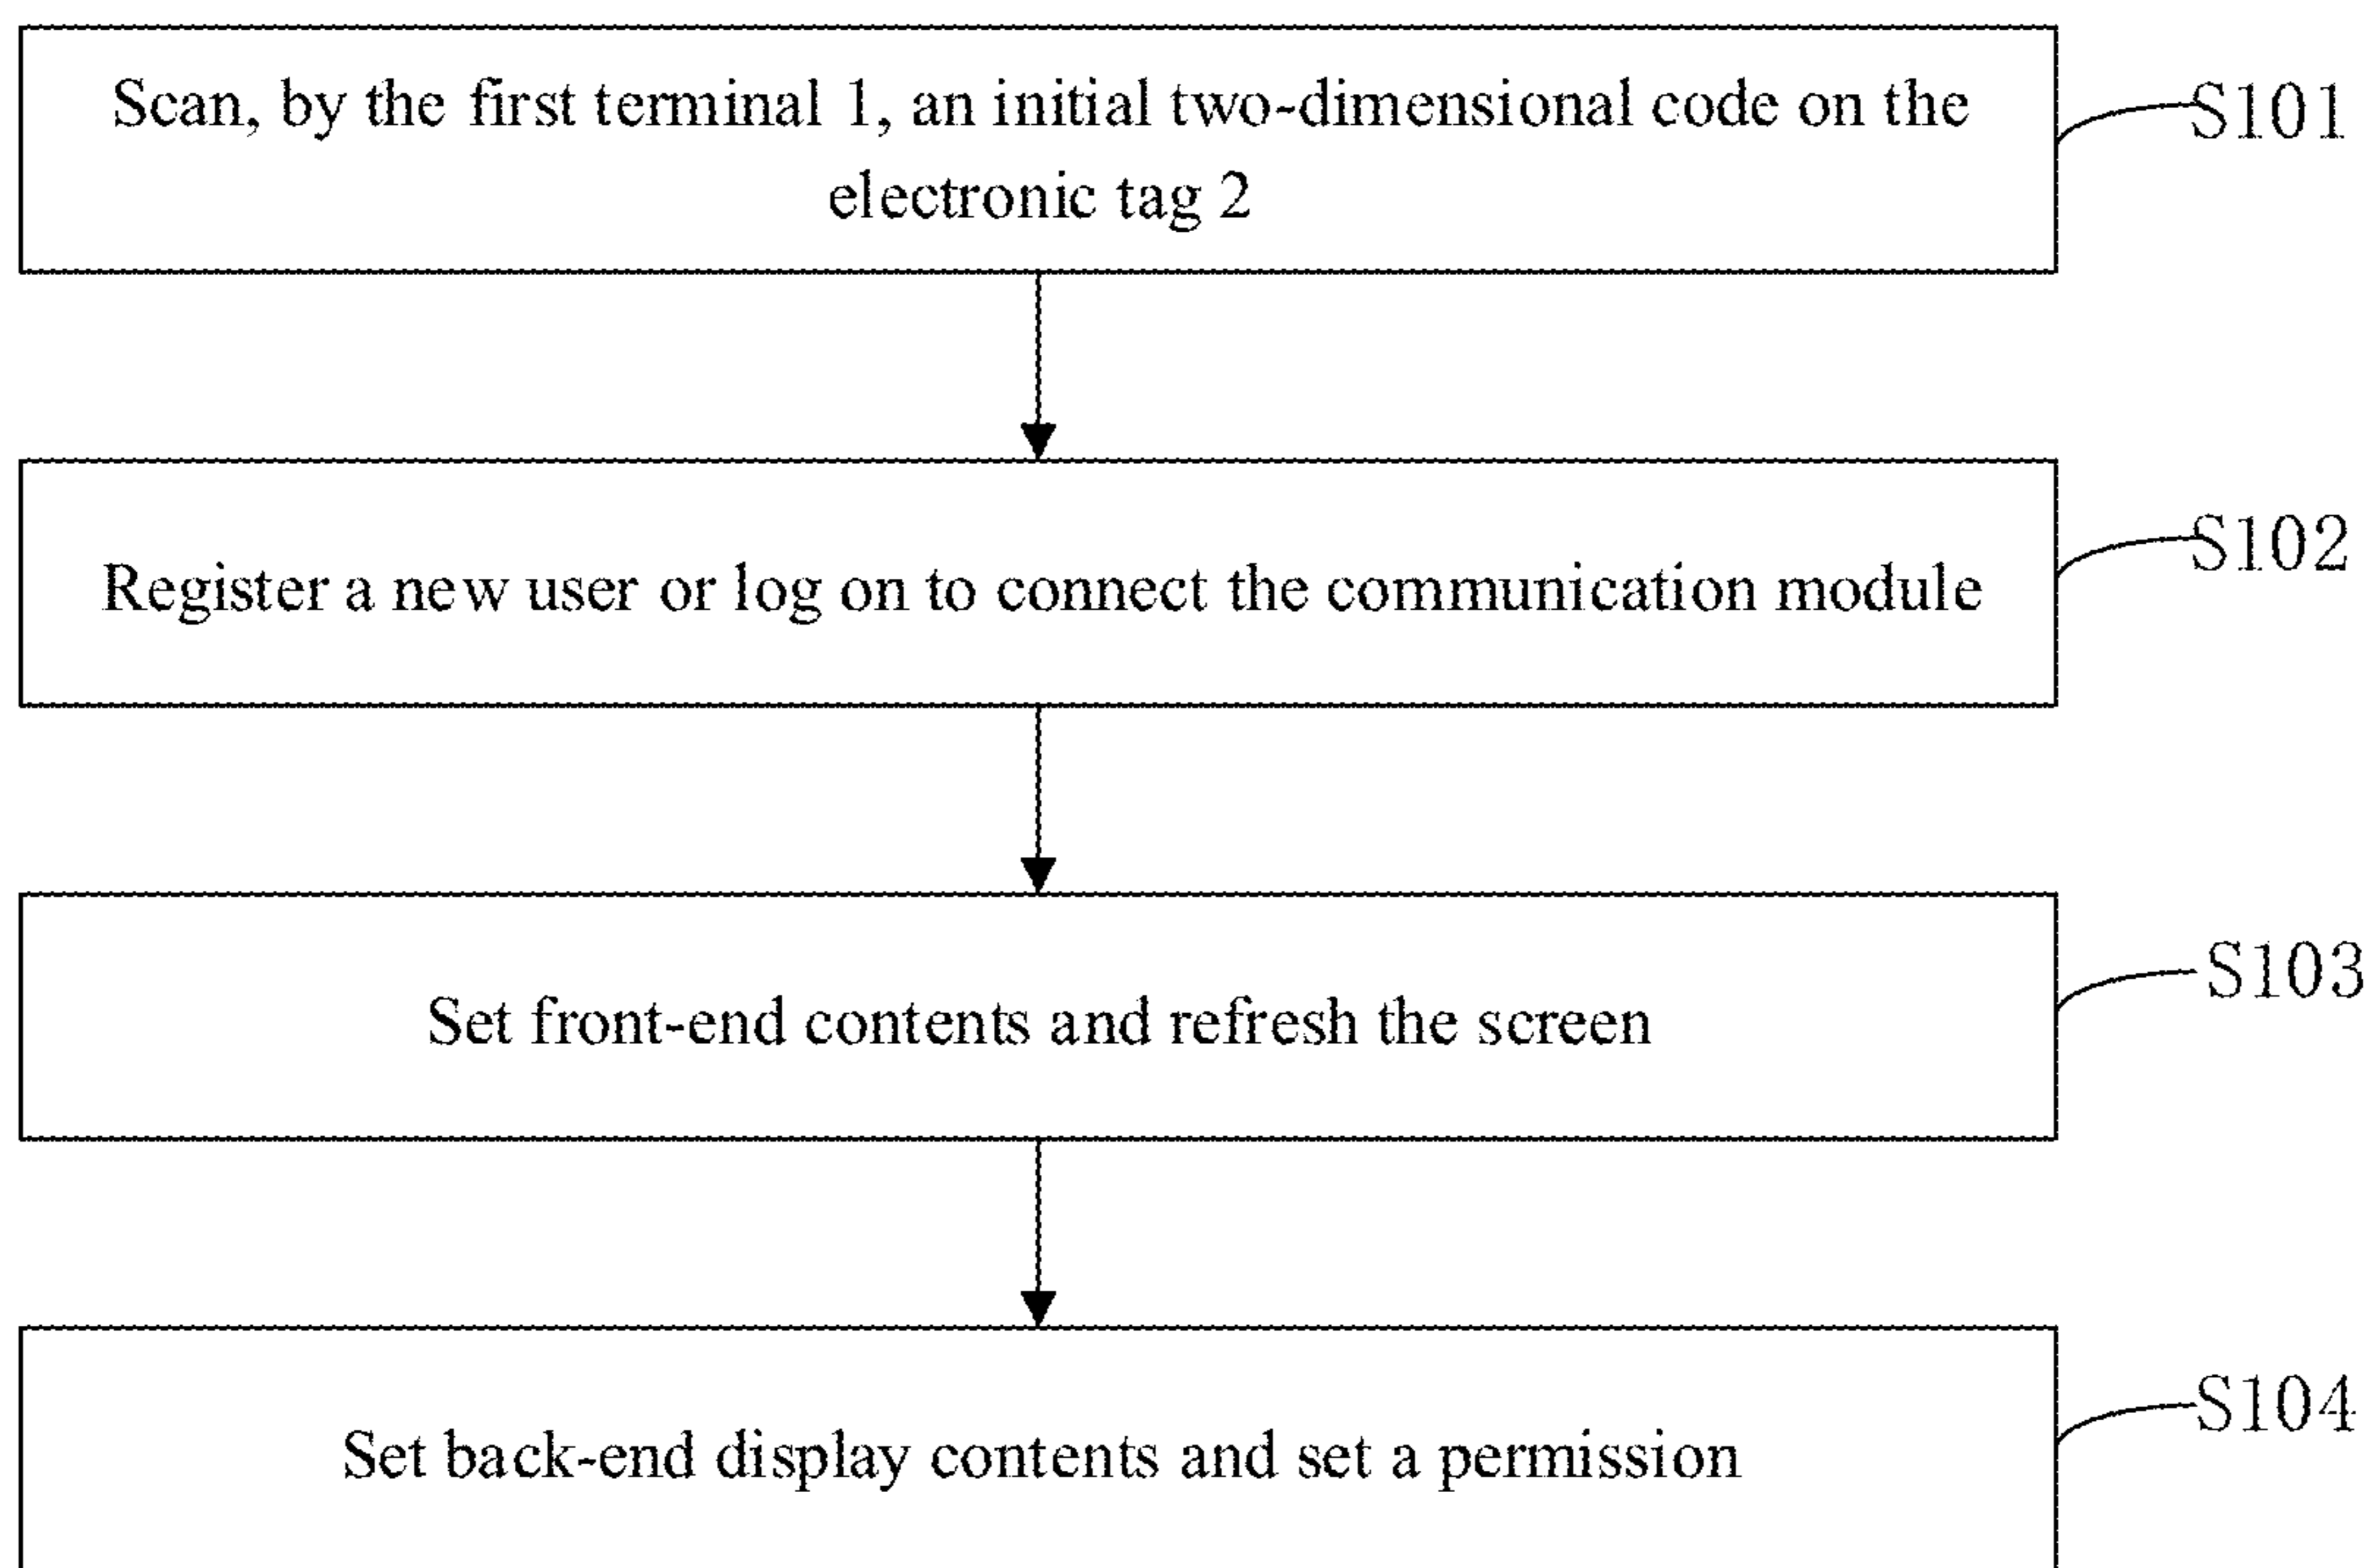 Scan, by the first terminal 1, an initial two-dimensional code on the
electronic tag 2
S101
Register a new user or log on to connect the communication module
S102
Set front-end contents and refresh the screen
S103
Set back-end display contents and set a permission
S104